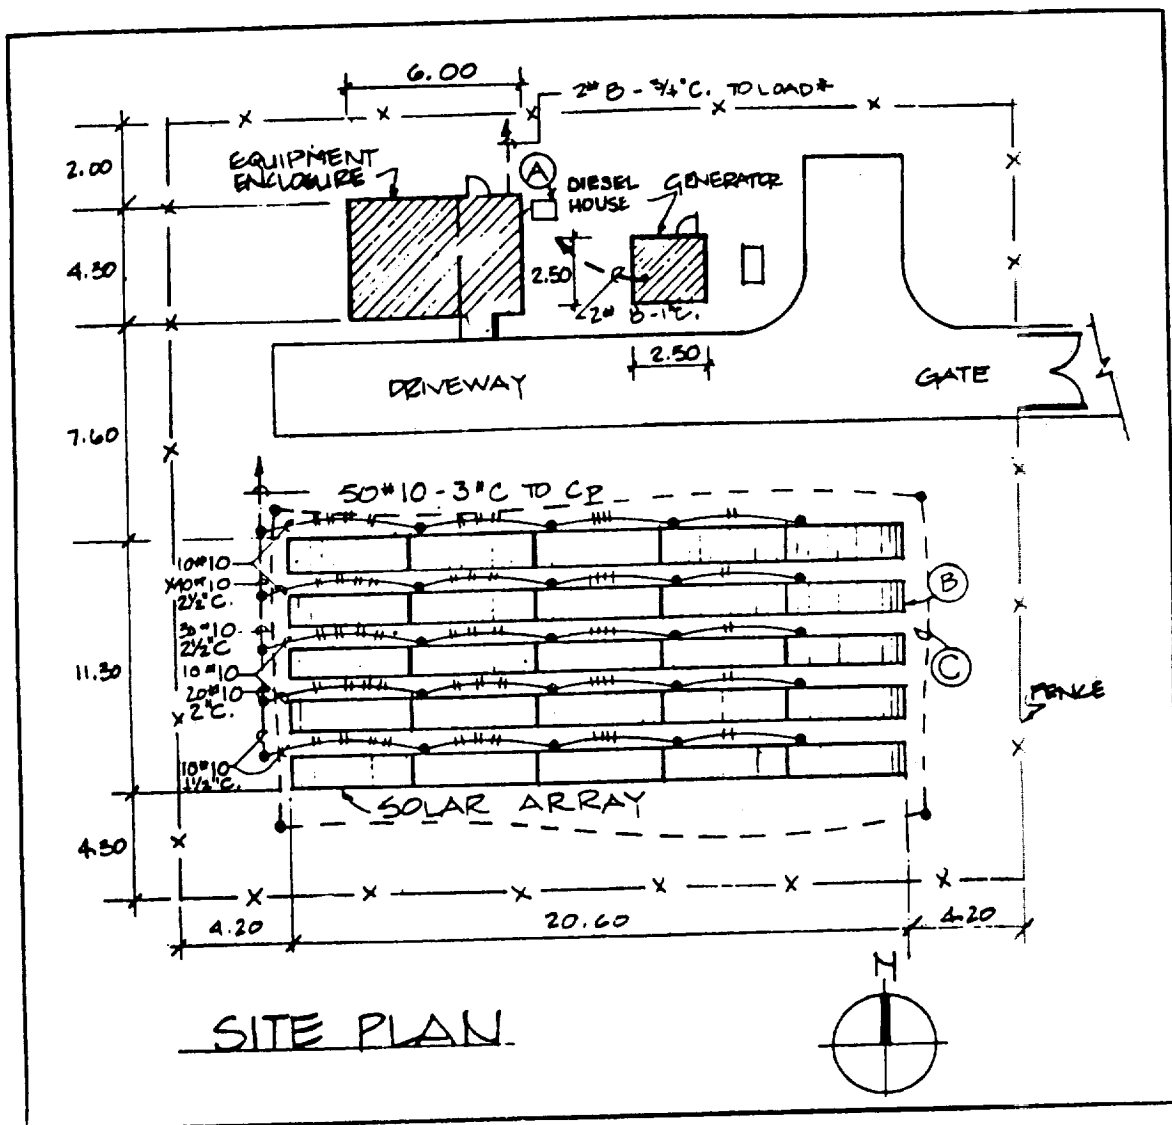 6.00
2#8 - 3/4"C. TO LOAD*
2.00
EQUIPMENT
ENCLOSURE
A
DIESEL GENERATOR
HOUSE
4.30
2.50
2#8-1"C.
2.50
DRIVEWAY
GATE
7.60
50#10-3"C TO CP
10#10
40#10
2½"C.
B
30#10
2½"C
11.30
10#10
C
20#10
2"C.
FENCE
10#10
1½"C.
SOLAR ARRAY
4.30
4.20
20.60
4.20
N
SITE PLAN